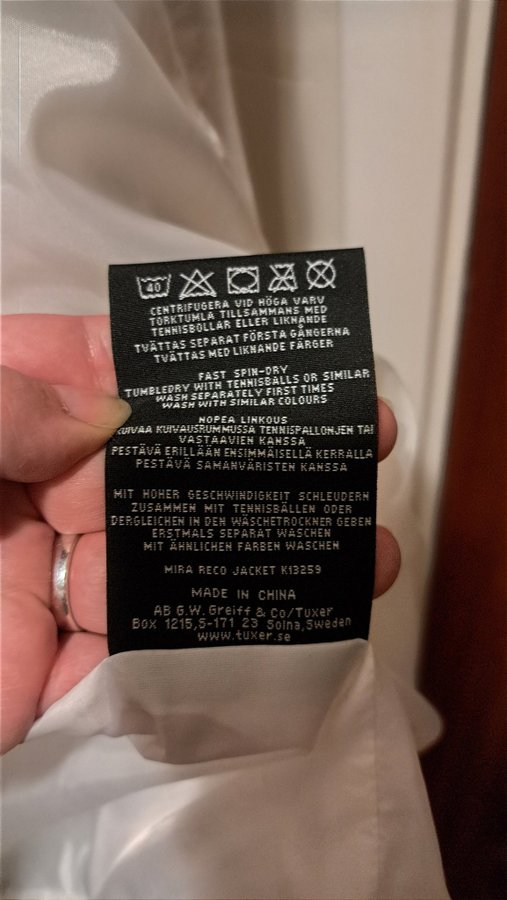 40
CENTRIFUGERA VID HÖGA VARV
TORKTUMLA TILLSAMMANS MED
TENNISBOLLAR ELLER LIKNANDE
TVÄTTAS SEPARAT FÖRSTA GÅNGERNA
TVÄTTAS MED LIKNANDE FÄRGER
FAST SPIN-DRY
TUMBLEDRY WITH TENNISBALLS OR SIMILAR
WASH SEPARATELY FIRST TIMES
WASH WITH SIMILAR COLOURS
NOPEA LINKOUS
KUIVAA KUIVAUSRUMMUSSA TENNISPALLONJEN TAI
VASTAAVIEN KANSSA
PESTÄVÄ ERILLÄÄN ENSIMMÄISELLÄ KERRALLA
PESTÄVÄ SAMANVÄRISTEN KANSSA
MIT HOHER GESCHWINDIGKEIT SCHLEUDERN
ZUSAMMEN MIT TENNISBÄLLEN ODER
DERGLEICHEN IN DEN WÄSCHETROCKNER GEBEN
ERSTMALS SEPARAT WASCHEN
MIT ÄHNLICHEN FARBEN WASCHEN
MIRA RECO JACKET K13259
MADE IN CHINA
AB G.W. Greiff & Co/Tuxer
Box 1215,S-171 23 Solna,Sweden
www.tuxer.se